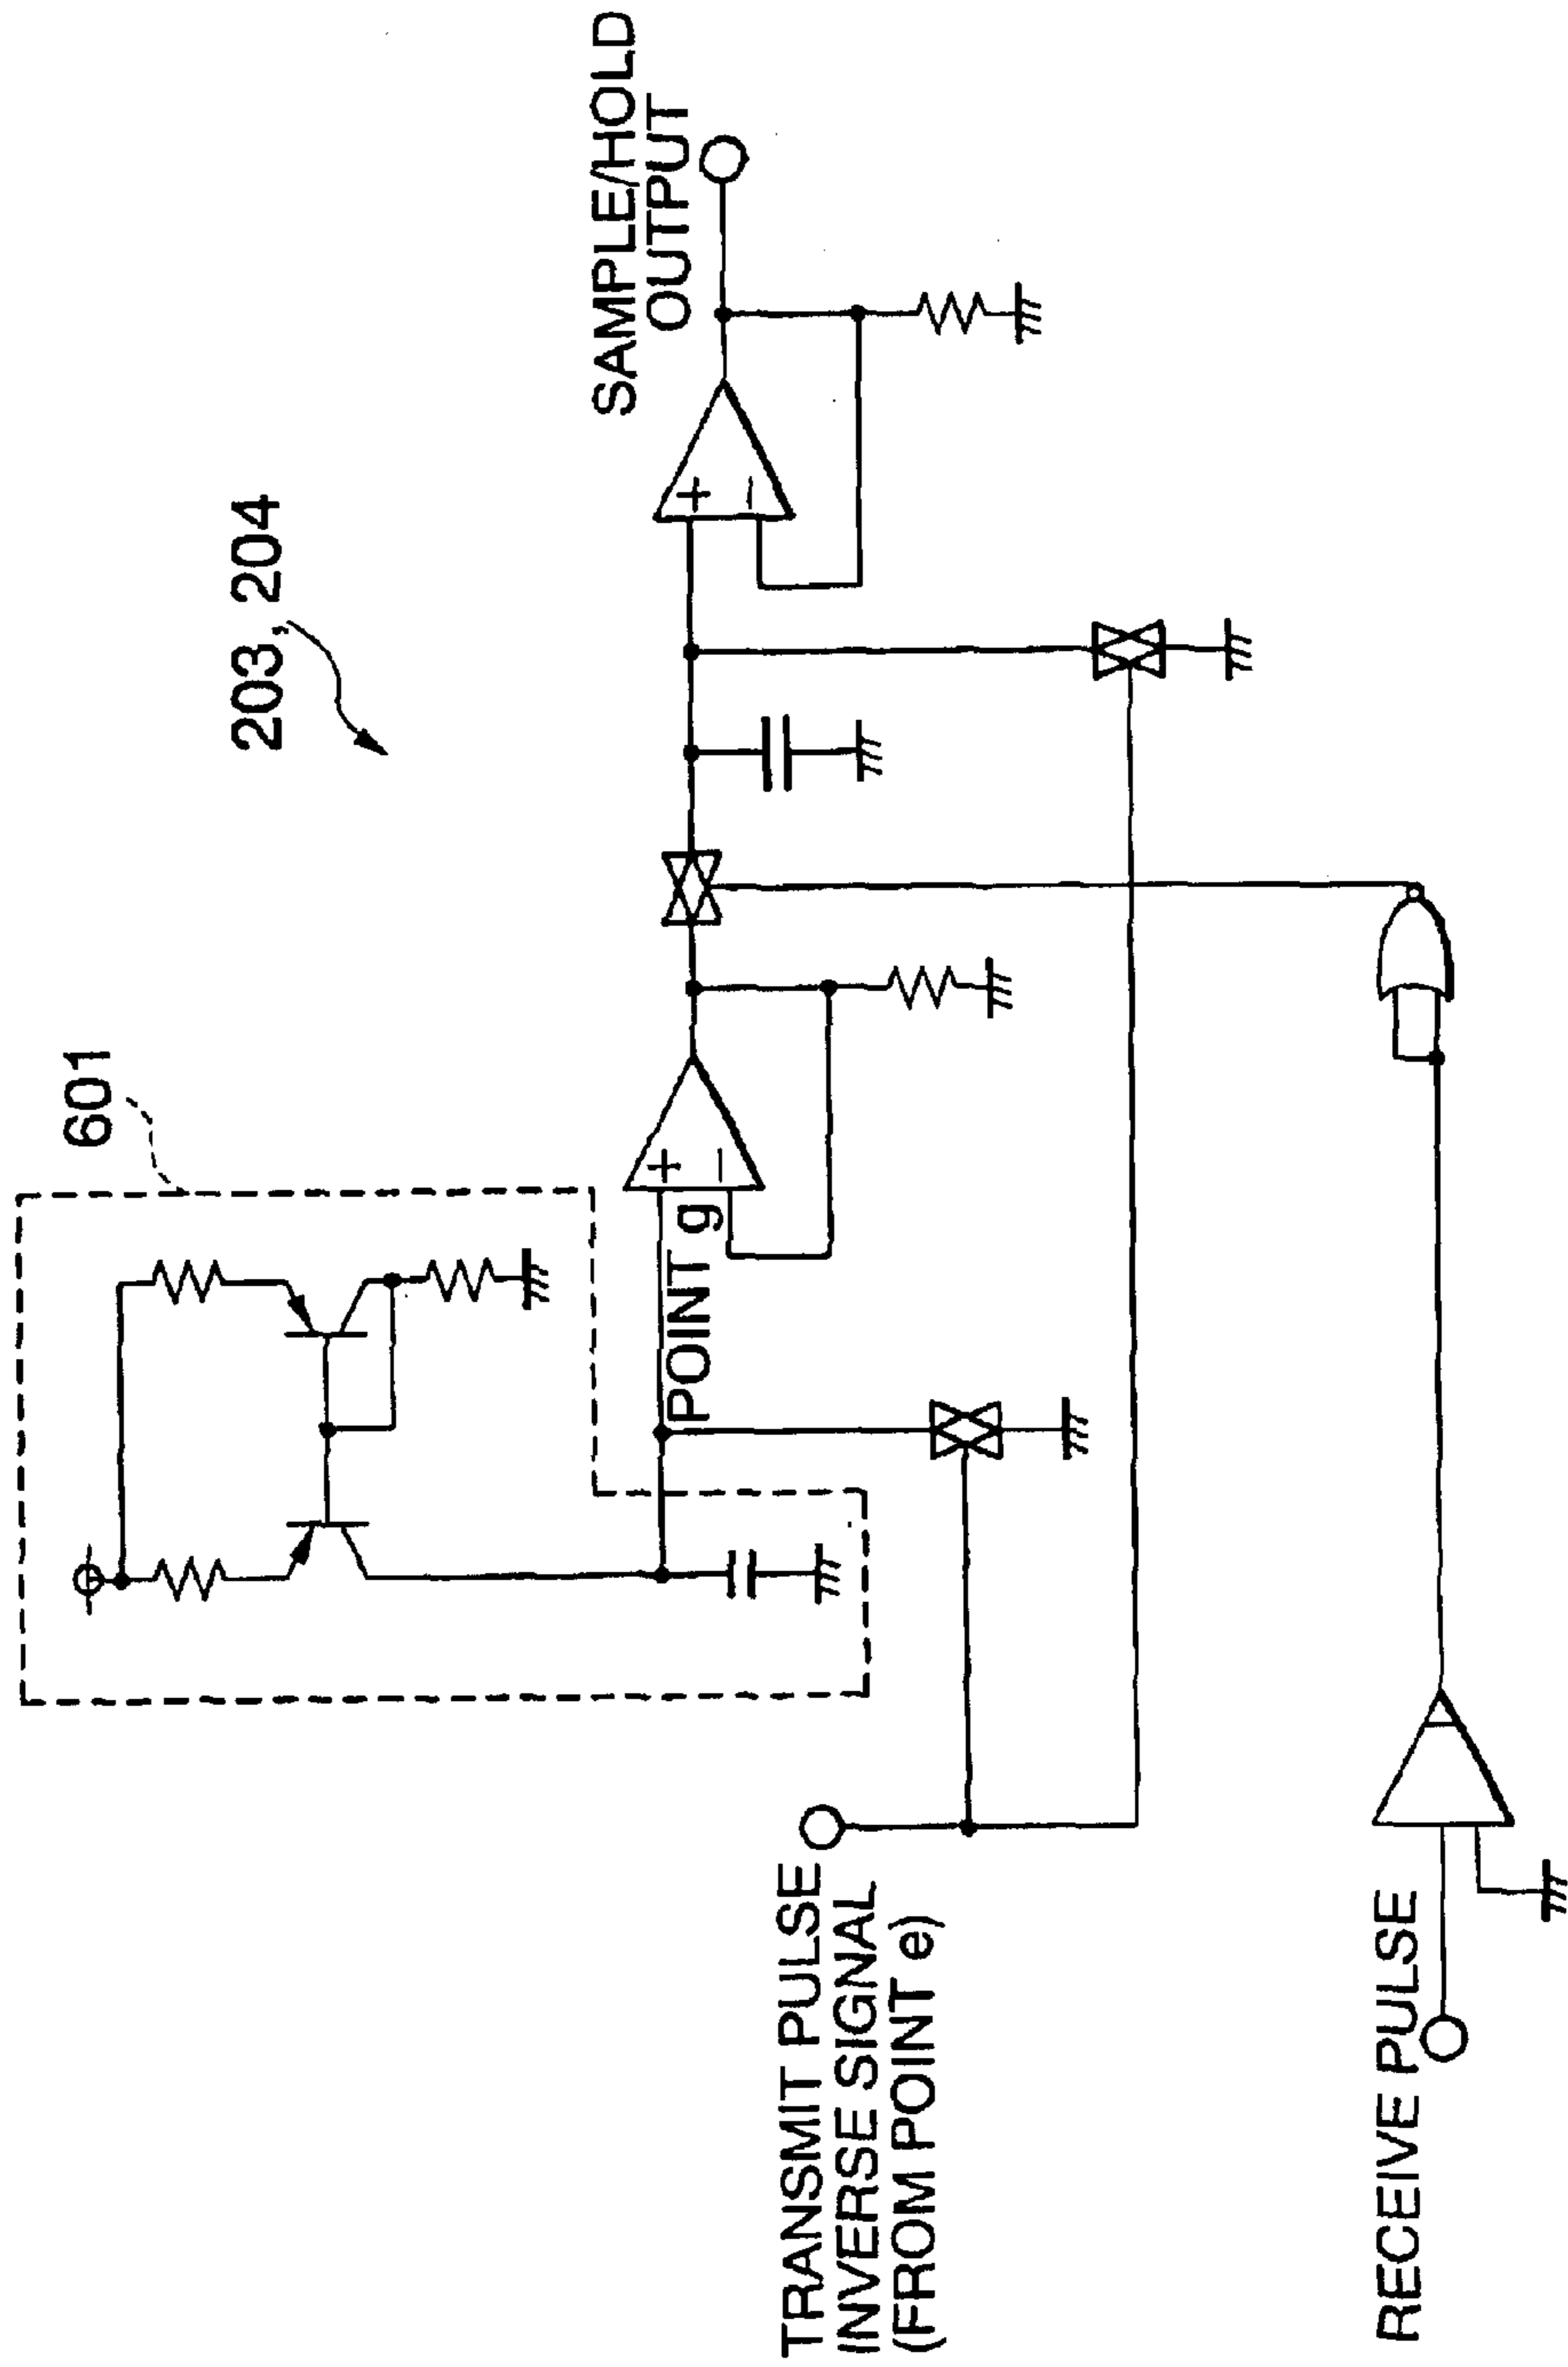 203, 204
601
SAMPLE/HOLD
OUTPUT
+
−
+
−
POINT g
TRANSMIT PULSE
INVERSE SIGNAL
(FROM POINT e)
RECEIVE PULSE